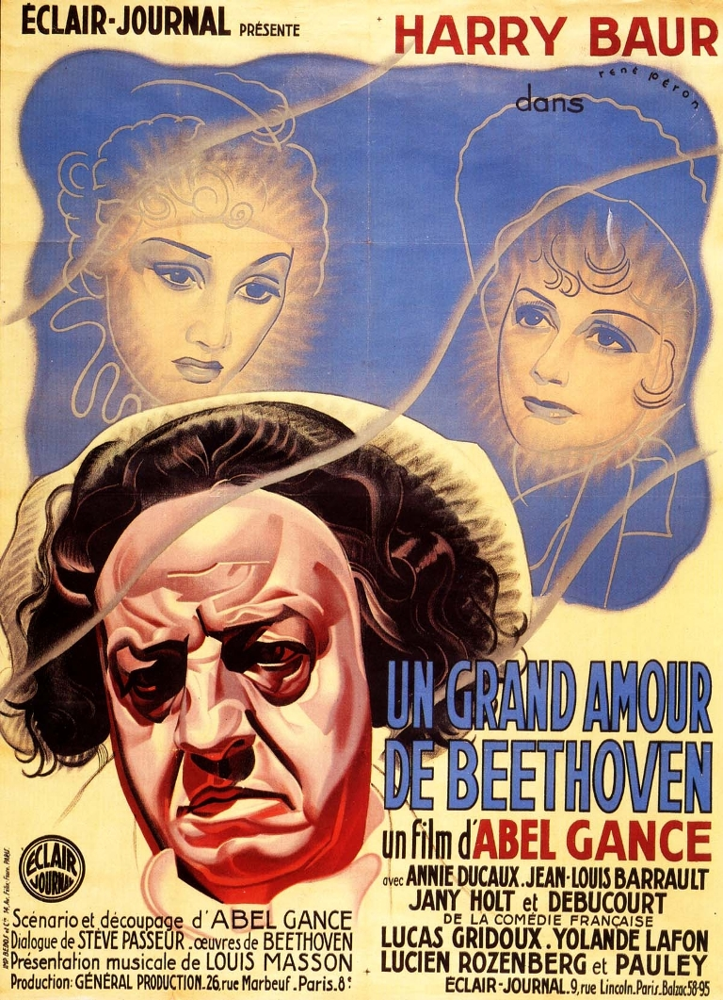 ÉCLAIR-JOURNAL PRÉSENTE
HARRY BAUR
rené péron
dans
UN GRAND AMOUR
DE BEETHOVEN
un film d'ABEL GANCE
avec ANNIE DUCAUX . JEAN-LOUIS BARRAULT
JANY HOLT et DEBUCOURT
DE LA COMÉDIE FRANÇAISE
LUCAS GRIDOUX . YOLANDE LAFON
LUCIEN ROZENBERG et PAULEY
ECLAIR-JOURNAL . 9, rue Lincoln. Paris. Balzac 58-95
ÉCLAIR
JOURNAL
Scénario et découpage d'ABEL GANCE
Dialogue de STÈVE PASSEUR . œuvres de BEETHOVEN
Présentation musicale de LOUIS MASSON
Production: GÉNÉRAL PRODUCTION. 26, rue Marbeuf . Paris. 8e